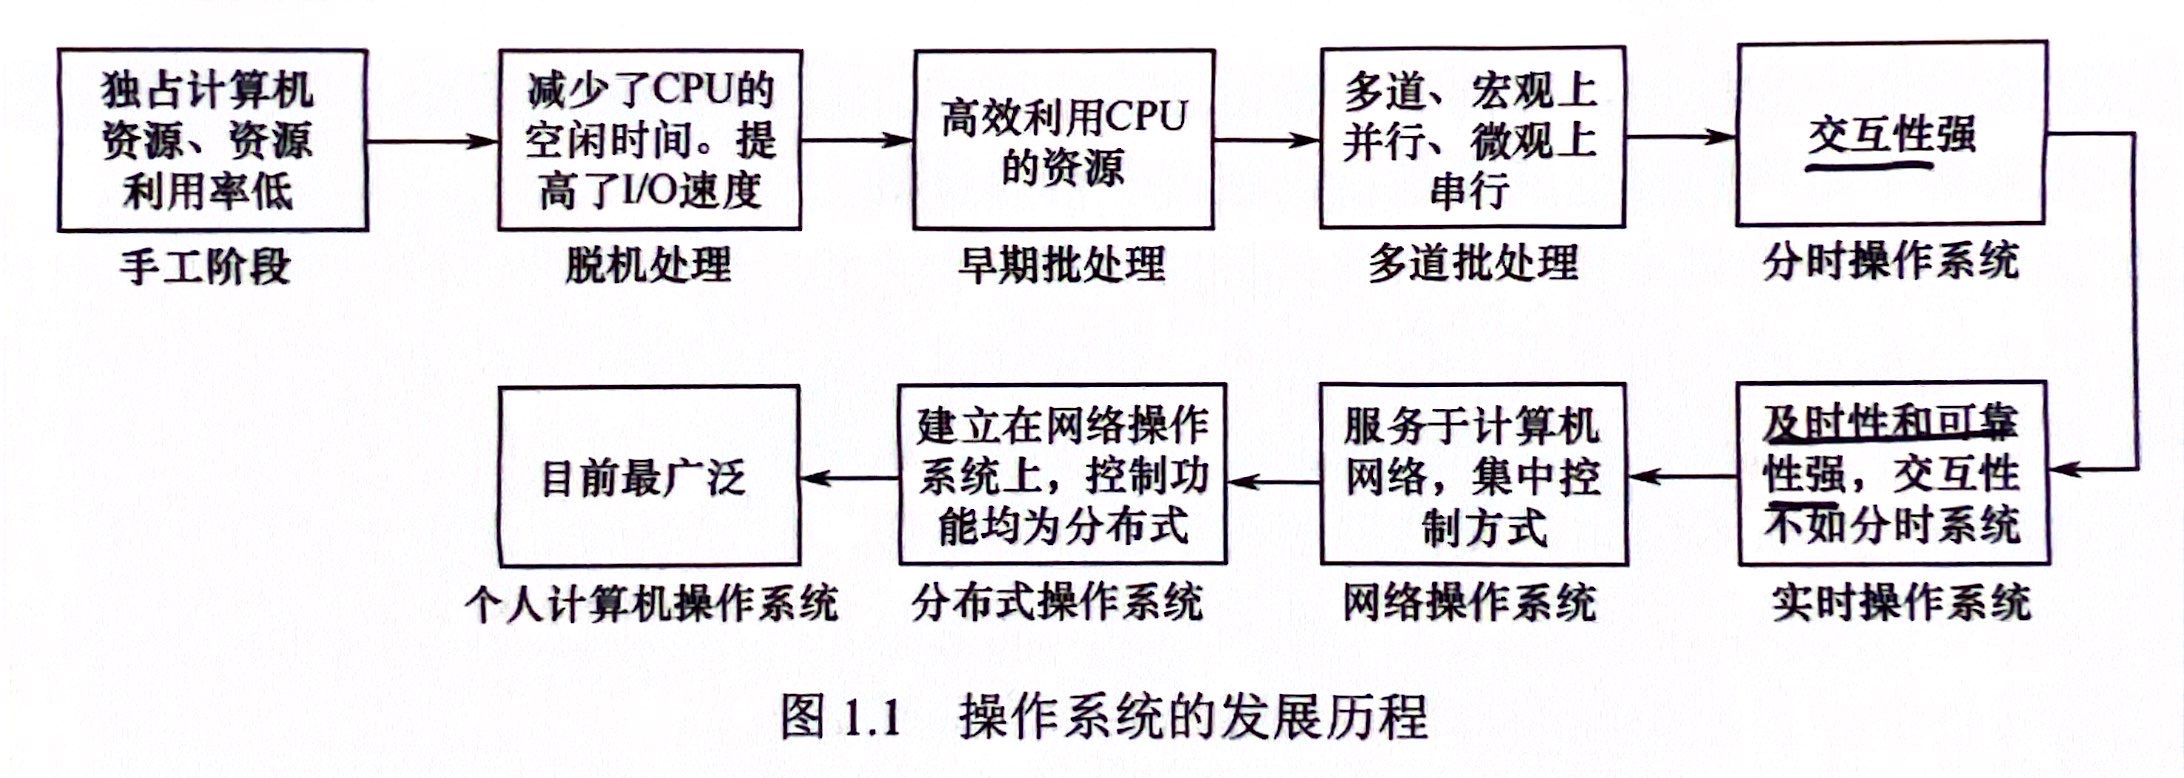 独占计算机
资源、资源
利用率低
手工阶段
减少了CPU的
空闲时间。提
高了I/O速度
脱机处理
高效利用CPU
的资源
早期批处理
多道、宏观上
并行、微观上
串行
多道批处理
交互性强
分时操作系统
及时性和可靠
性强，交互性
不如分时系统
实时操作系统
服务于计算机
网络，集中控
制方式
网络操作系统
建立在网络操作
系统上，控制功
能均为分布式
分布式操作系统
目前最广泛
个人计算机操作系统
图 1.1 操作系统的发展历程